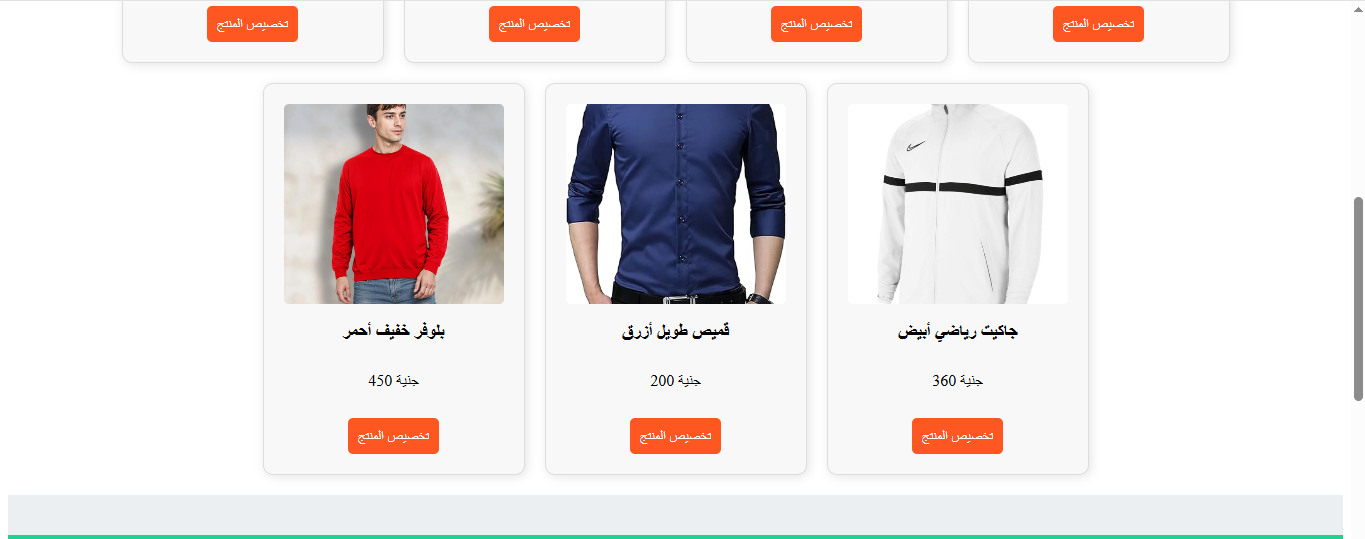 تخصيص المنتج
تخصيص المنتج
تخصيص المنتج
تخصيص المنتج
جاكيت رياضي أبيض
جنية 360
تخصيص المنتج
قميص طويل أزرق
جنية 200
تخصيص المنتج
بلوفر خفيف أحمر
جنية 450
تخصيص المنتج